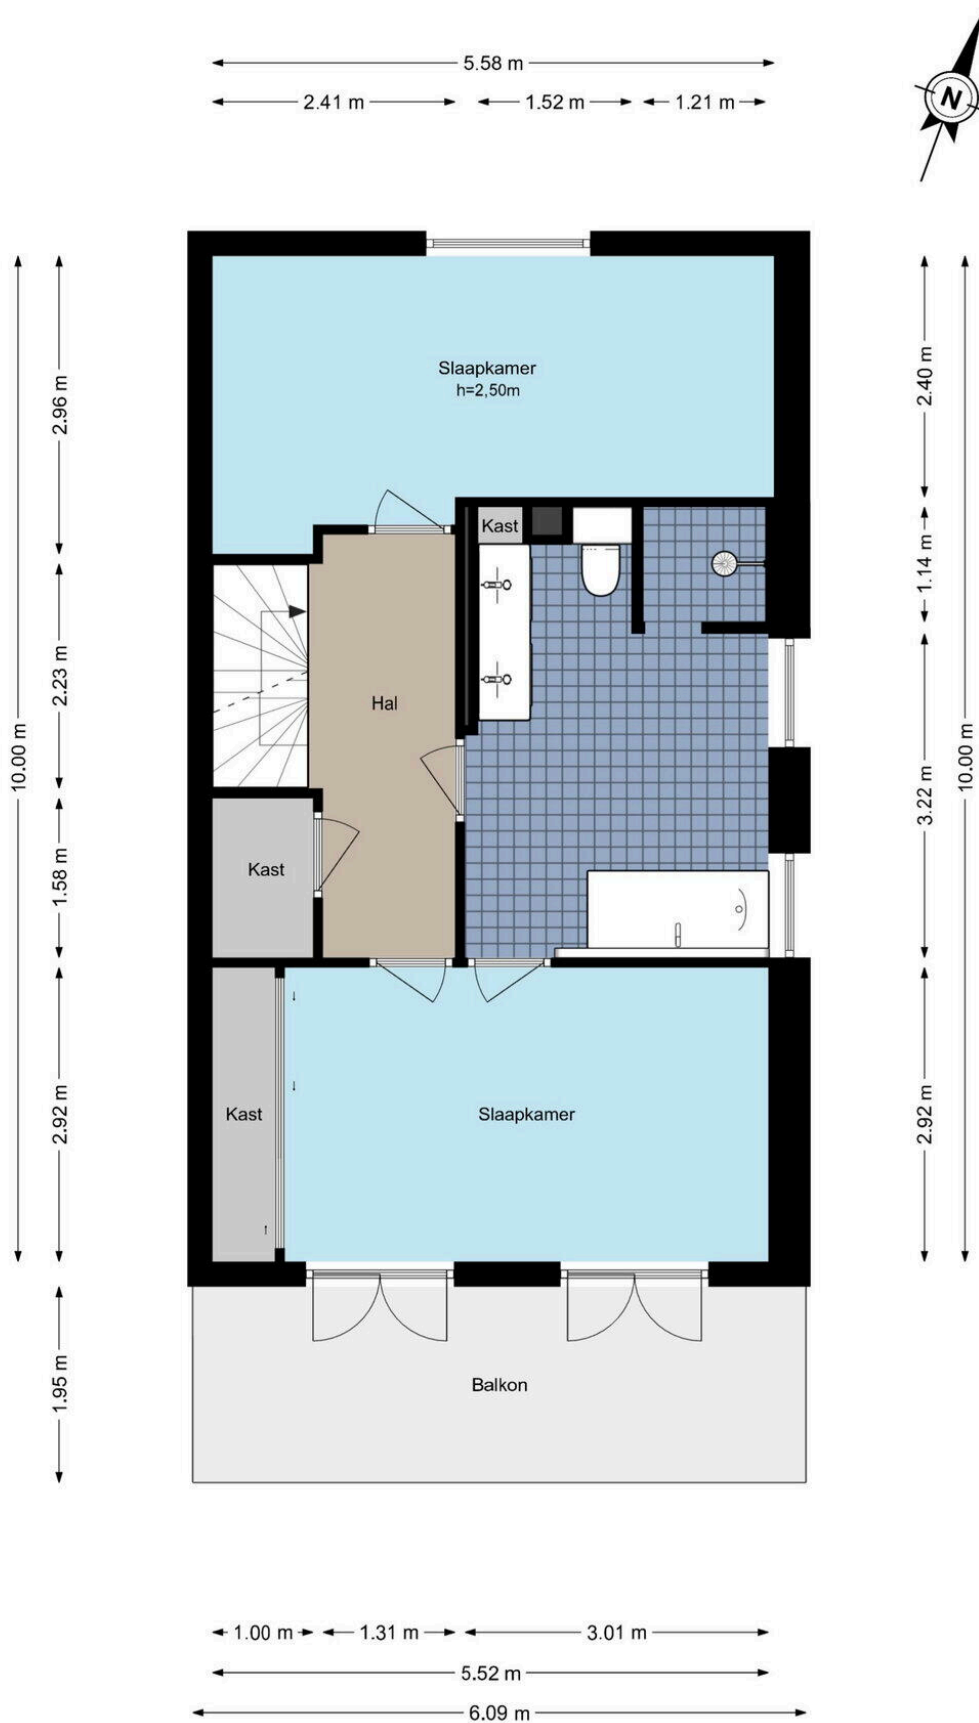 5.58 m
2.41 m
1.52 m
1.21 m
N
Slaapkamer
h=2,50m
2.96 m
2.40 m
Kast
1.14 m
2.23 m
Hal
10.00 m
10.00 m
3.22 m
Kast
1.58 m
Kast
Slaapkamer
2.92 m
2.92 m
Balkon
1.95 m
1.00 m
1.31 m
3.01 m
5.52 m
6.09 m